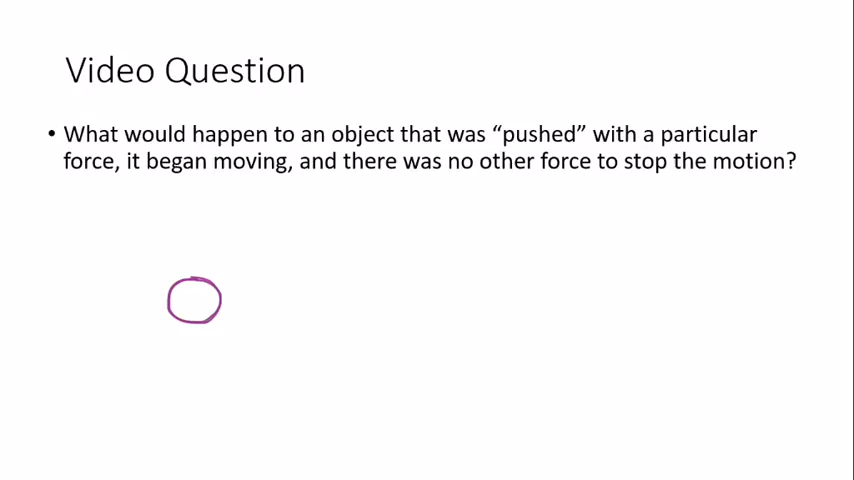 Video Question
• What would happen to an object that was “pushed” with a particular
force, it began moving, and there was no other force to stop the motion?